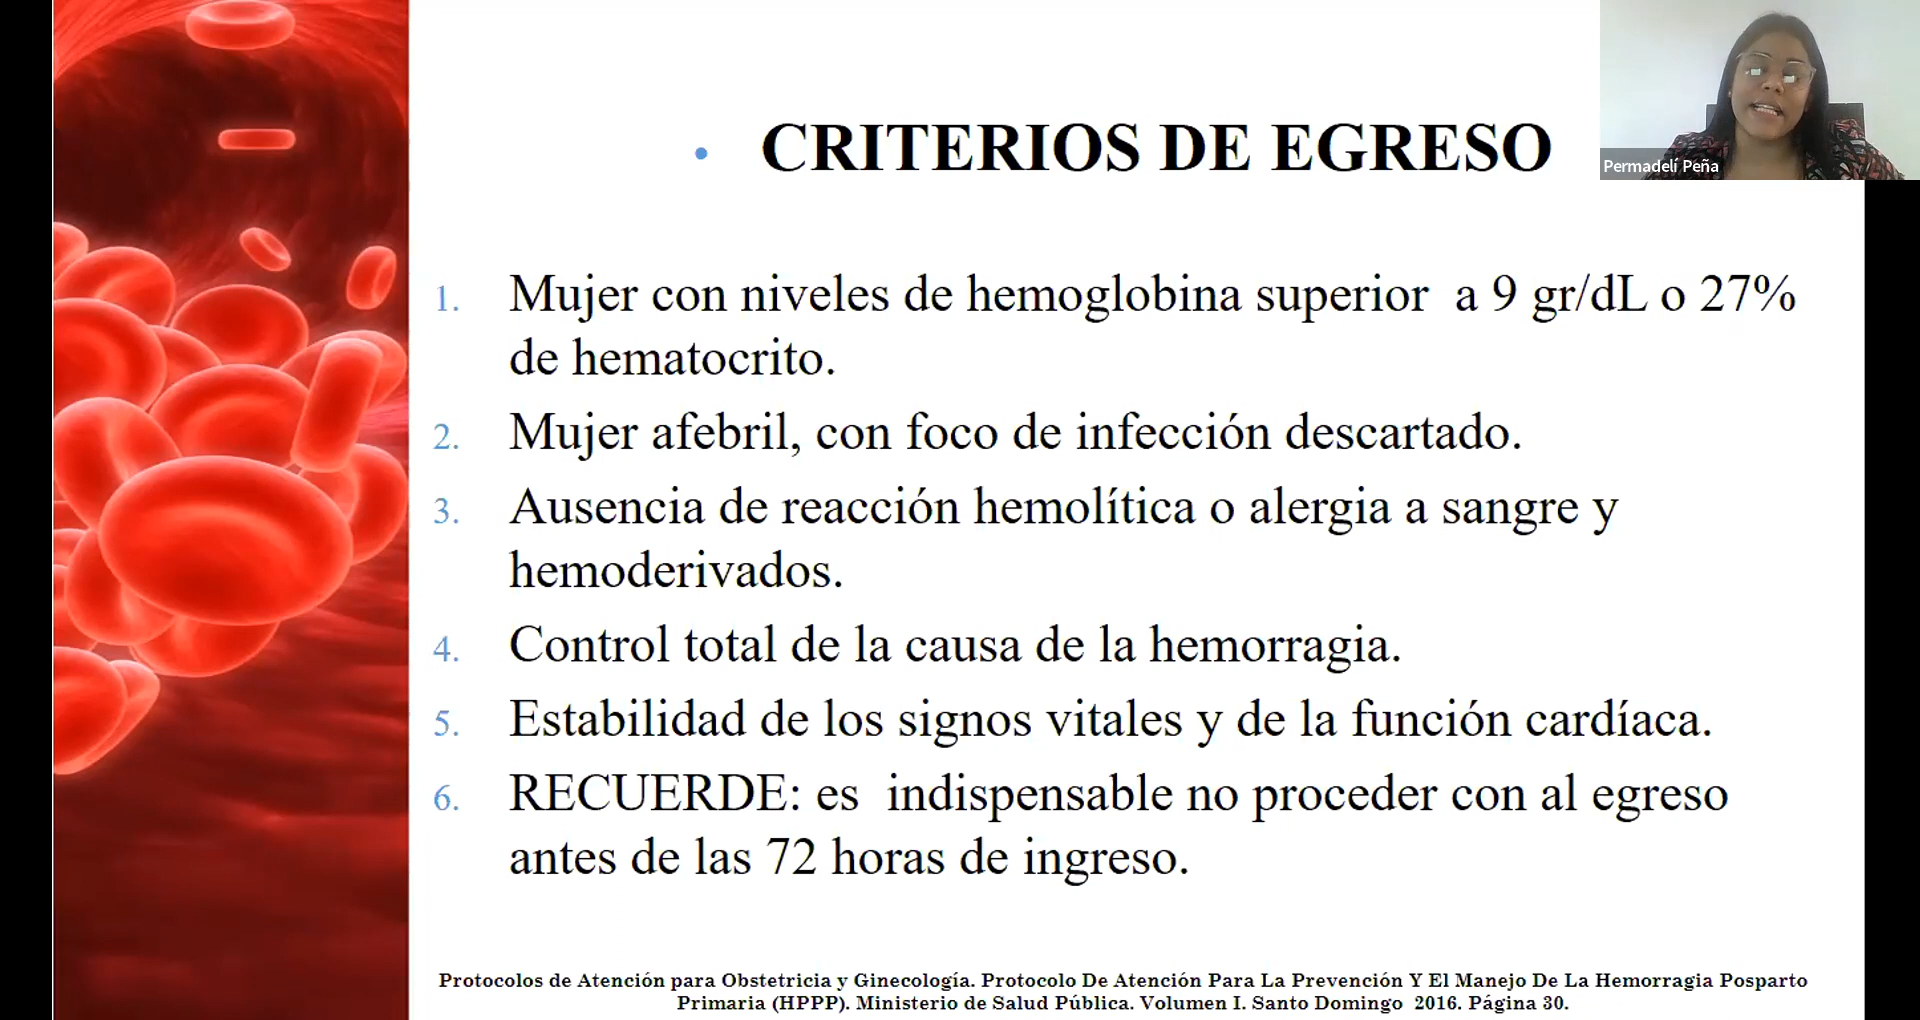 • CRITERIOS DE EGRESO
Permadelí Peña
1. Mujer con niveles de hemoglobina superior a 9 gr/dL o 27%
de hematocrito.
2. Mujer afebril, con foco de infección descartado.
3. Ausencia de reacción hemolítica o alergia a sangre y
hemoderivados.
4. Control total de la causa de la hemorragia.
5. Estabilidad de los signos vitales y de la función cardíaca.
6. RECUERDE: es indispensable no proceder con al egreso
antes de las 72 horas de ingreso.
Protocolos de Atención para Obstetricia y Ginecología. Protocolo De Atención Para La Prevención Y El Manejo De La Hemorragia Posparto
Primaria (HPPP). Ministerio de Salud Pública. Volumen I. Santo Domingo 2016. Página 30.